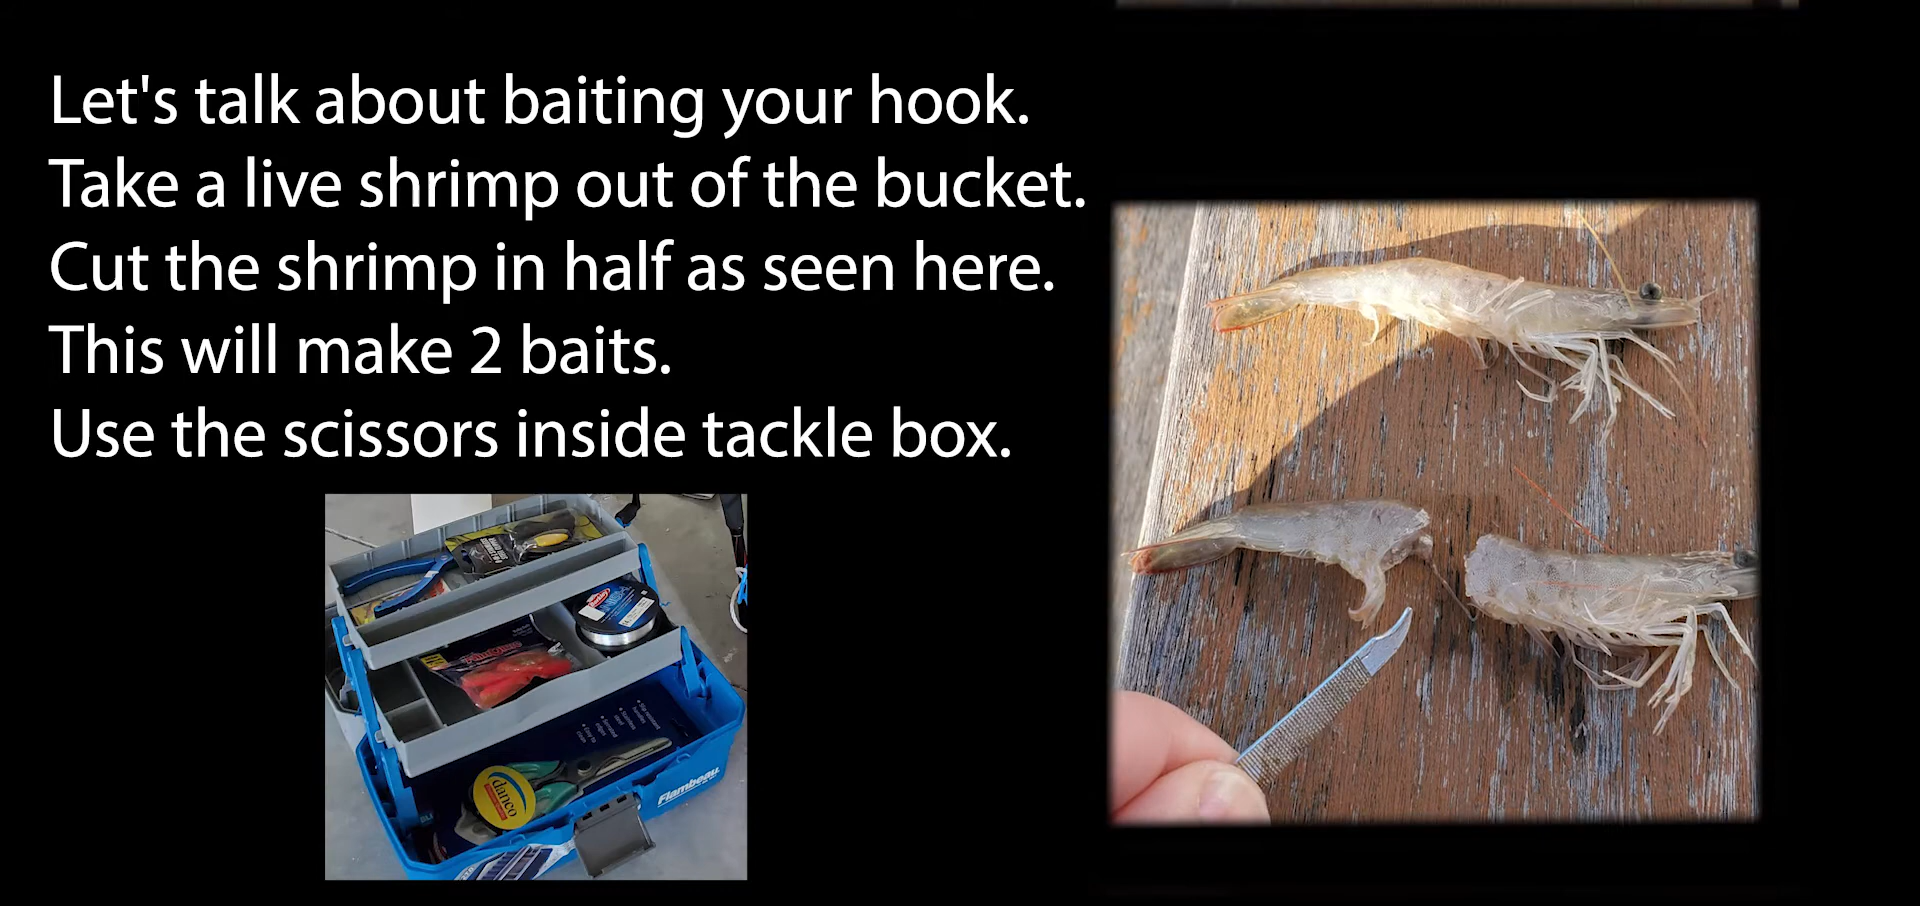 Let's talk about baiting your hook.
Take a live shrimp out of the bucket.
Cut the shrimp in half as seen here.
This will make 2 baits.
Use the scissors inside tackle box.
Berkley
danco
Flambeau